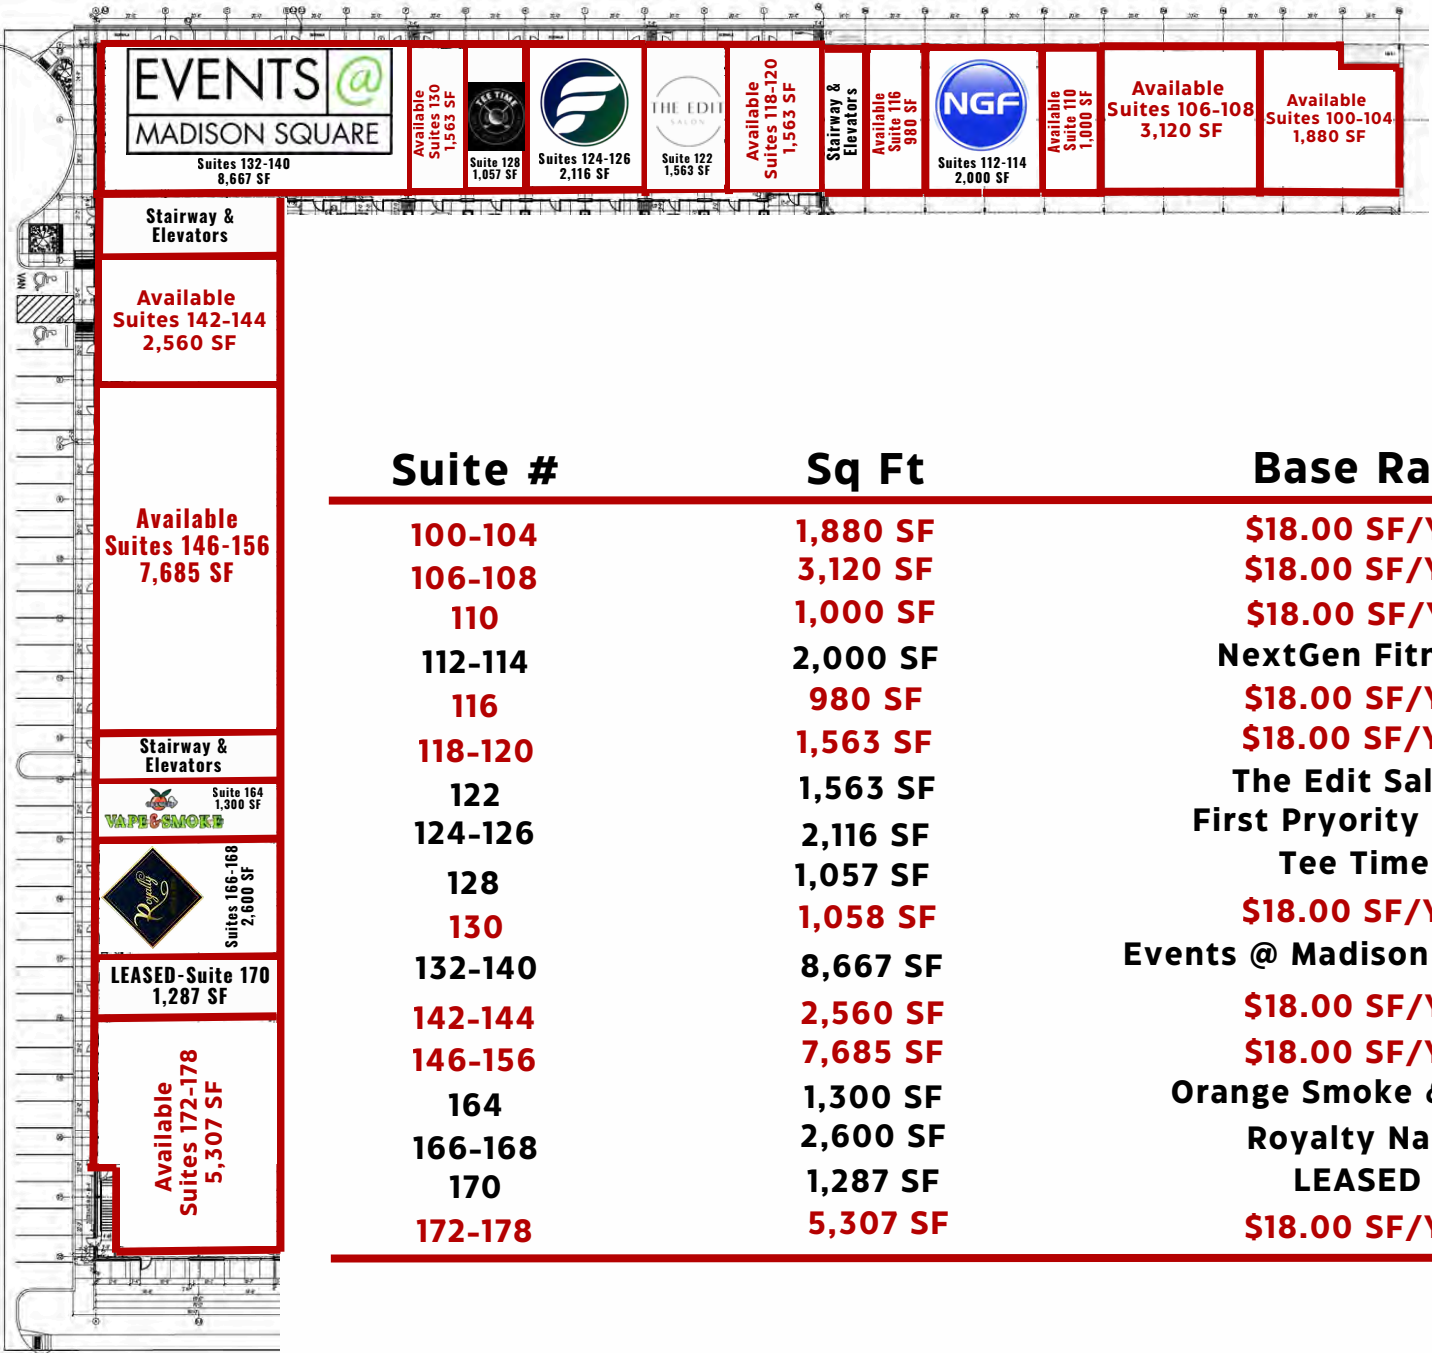 EVENTS@
MADISON SQUARE
Suites 132-140
8,667 SF
Available
Suites 130
1,563 SF
TEE TIME
Suite 128
1,057 SF
Suites 124-126
2,116 SF
THE EDIT
SALON
Suite 122
1,563 SF
Available
Suites 118-120
1,563 SF
Stairway &
Elevators
Available
Suite 116
980 SF
NGF
Suites 112-114
2,000 SF
Available
Suite 110
1,000 SF
Available
Suites 106-108
3,120 SF
Available
Suites 100-104
1,880 SF
Stairway &
Elevators
VAN
Available
Suites 142-144
2,560 SF
Available
Suites 146-156
7,685 SF
Stairway &
Elevators
Suite 164
1,300 SF
VAPE&SMOKE
Royalty
Suites 166-168
2,600 SF
LEASED-Suite 170
1,287 SF
Available
Suites 172-178
5,307 SF
Suite # Sq Ft Base Ra
100-104 1,880 SF $18.00 SF/Y
106-108 3,120 SF $18.00 SF/Y
110 1,000 SF $18.00 SF/Y
112-114 2,000 SF NextGen Fitn
116 980 SF $18.00 SF/Y
118-120 1,563 SF $18.00 SF/Y
122 1,563 SF The Edit Sal
124-126 2,116 SF First Pryority
128 1,057 SF Tee Time
130 1,058 SF $18.00 SF/Y
132-140 8,667 SF Events @ Madison
142-144 2,560 SF $18.00 SF/Y
146-156 7,685 SF $18.00 SF/Y
164 1,300 SF Orange Smoke &
166-168 2,600 SF Royalty Na
170 1,287 SF LEASED
172-178 5,307 SF $18.00 SF/Y